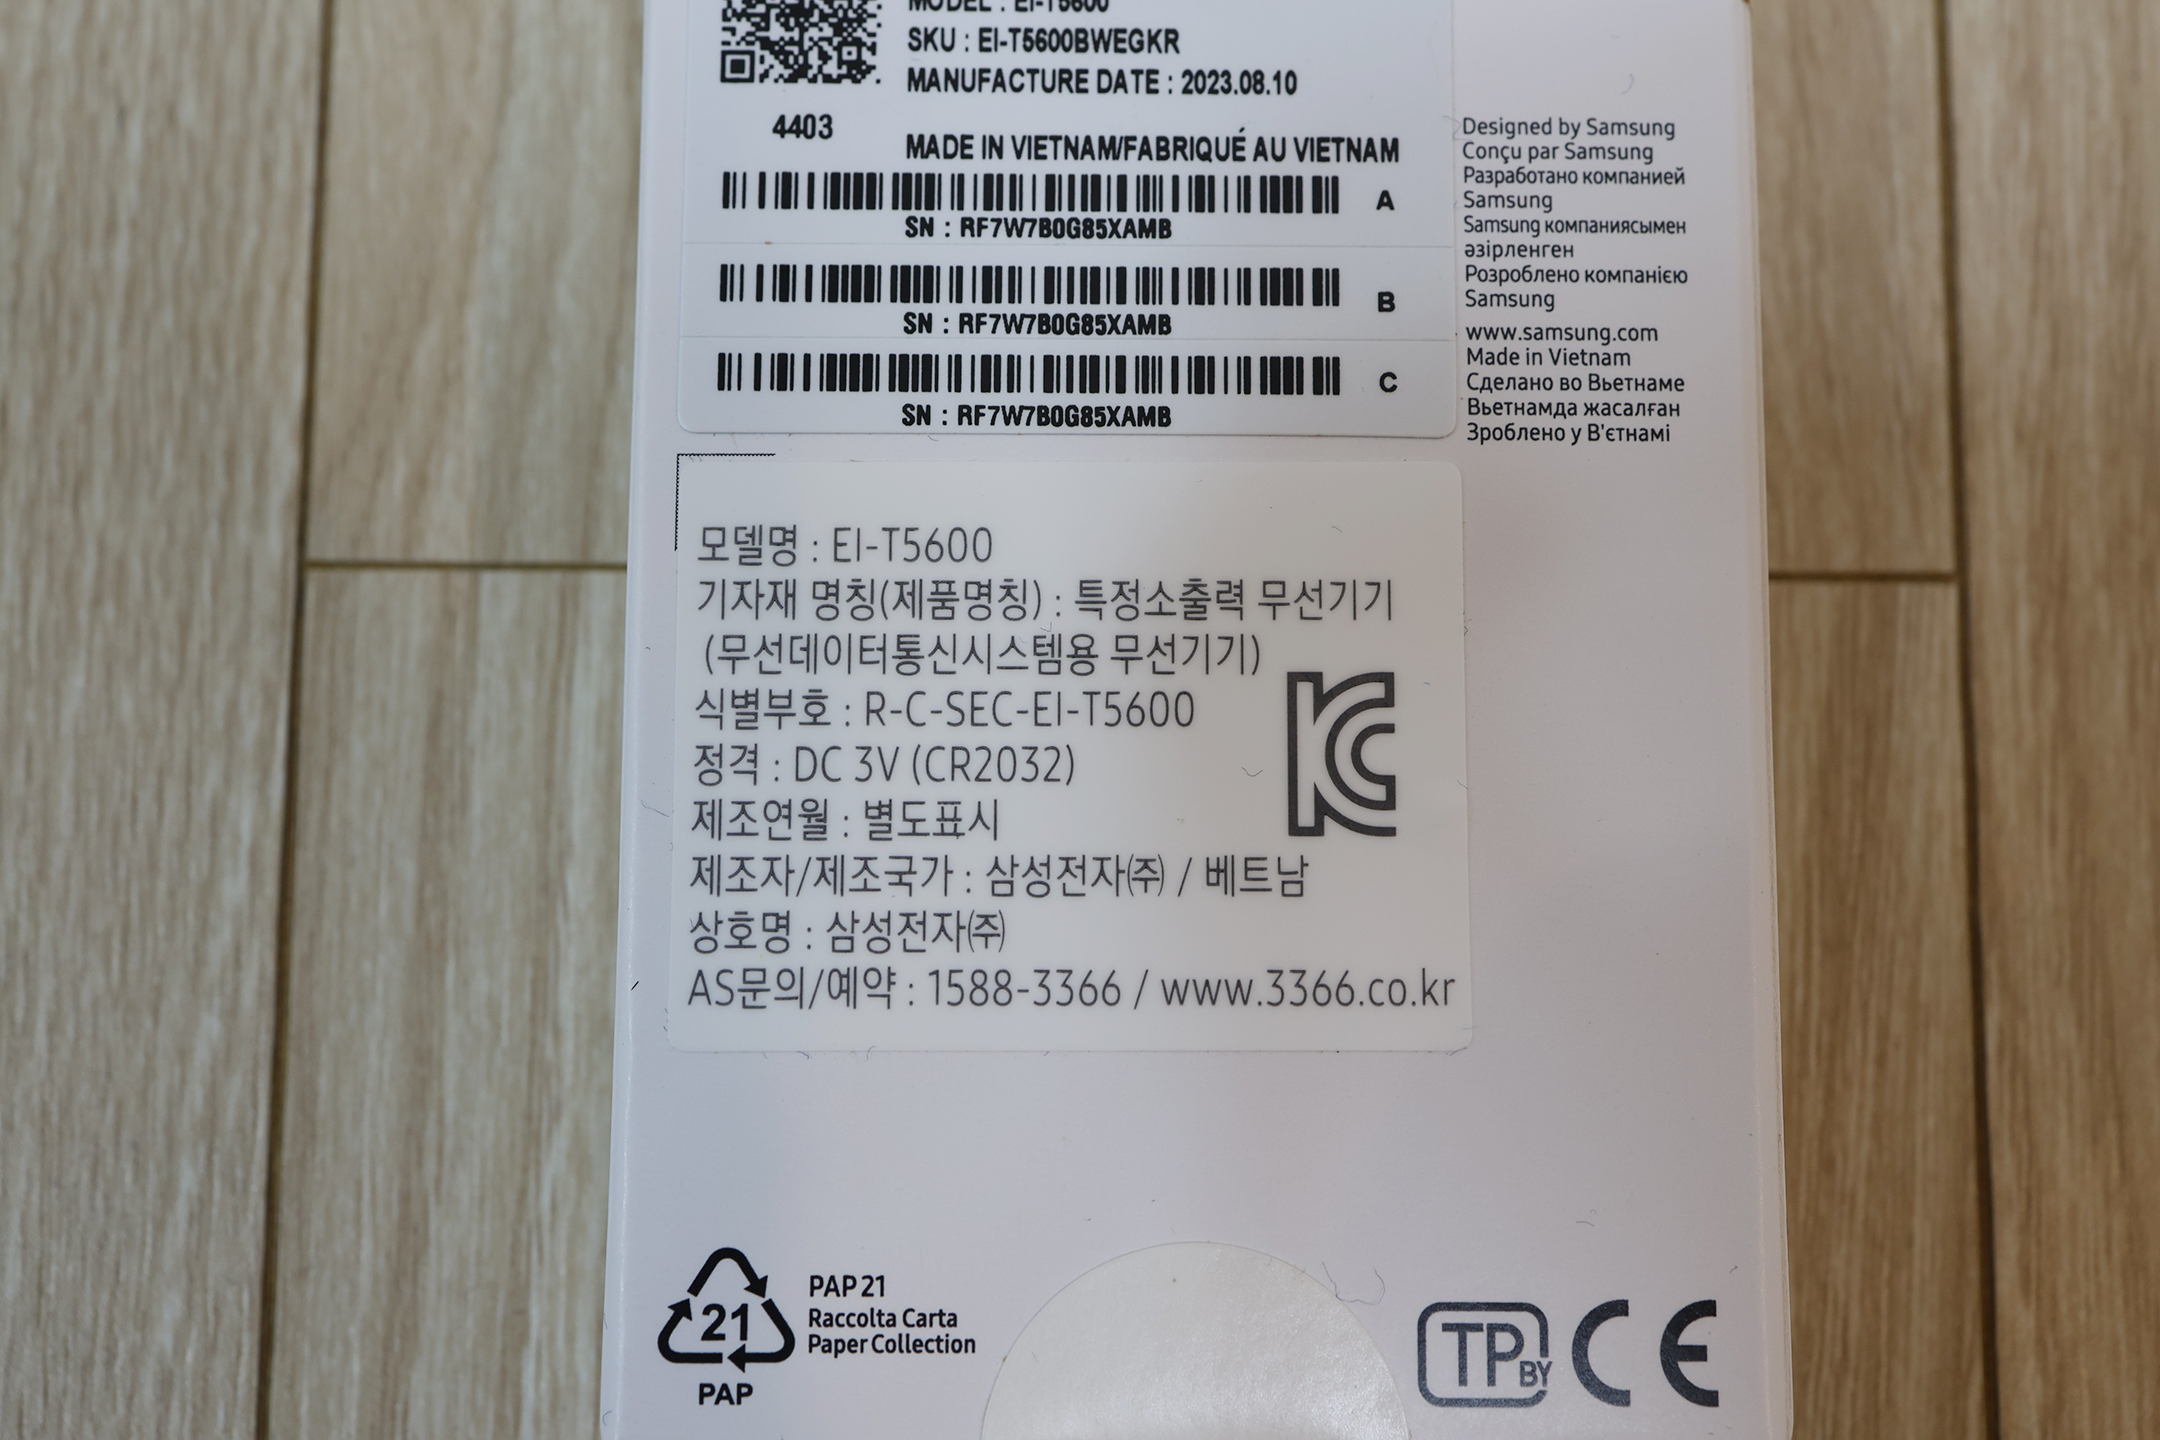 MODEL : EI-T5600
SKU : EI-T5600BWEGKR
MANUFACTURE DATE : 2023.08.10
4403
MADE IN VIETNAM/FABRIQUÉ AU VIETNAM
A
SN : RF7W7B0G85XAMB
B
SN : RF7W7B0G85XAMB
C
SN : RF7W7B0G85XAMB
Designed by Samsung
Conçu par Samsung
Разработано компанией
Samsung
Samsung компаниясымен
әзірленген
Розроблено компанією
Samsung
www.samsung.com
Made in Vietnam
Сделано во Вьетнаме
Вьетнамда жасалған
Зроблено у В'єтнамі
모델명 : EI-T5600
기자재 명칭(제품명칭) : 특정소출력 무선기기
(무선데이터통신시스템용 무선기기)
식별부호 : R-C-SEC-EI-T5600
정격 : DC 3V (CR2032)
제조연월 : 별도표시
제조자/제조국가 : 삼성전자㈜ / 베트남
상호명 : 삼성전자㈜
AS문의/예약 : 1588-3366 / www.3366.co.kr
KC
21
PAP
PAP 21
Raccolta Carta
Paper Collection
TP BY
CE